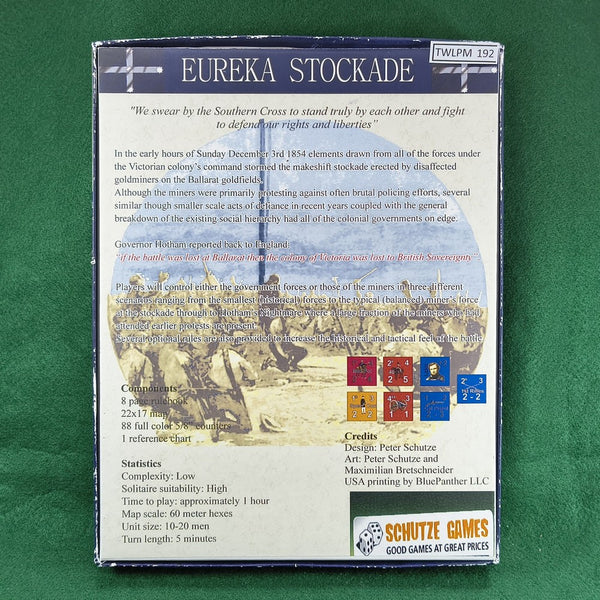 TWLPM 192
EUREKA STOCKADE
"We swear by the Southern Cross to stand truly by each other and fight
to defend our rights and liberties"
In the early hours of Sunday December 3rd 1854 elements drawn from all of the forces under
the Victorian colony's command stormed the makeshift stockade erected by disaffected
goldminers on the Ballarat goldfields.
Although the miners were primarily protesting against often brutal policing efforts, several
similar though smaller scale acts of defiance in recent years coupled with the general
breakdown of the existing social hierarchy had all of the colonial governments on edge.
Governor Hotham reported back to England:
"if the battle was lost at Ballarat then the colony of Victoria was lost to British Sovereignty"
Players will control either the government forces or those of the miners in three different
scenarios ranging from the smallest (historical) forces to the typical (balanced) miner's force
at the stockade through to Hotham's Nightmare where a large fraction of the miners who had
attended earlier protests are present.
Several optional rules are also provided to increase the historical and tactical feel of the battle
Components
8 page rulebook
22x17 map
88 full color 5/8" counters
1 reference chart
Statistics
Complexity: Low
Solitaire suitability: High
Time to play: approximately 1 hour
Map scale: 60 meter hexes
Unit size: 10-20 men
Turn length: 5 minutes
2 4
2 5
2 3
2 - 2
2 2
1 1
Credits
Design: Peter Schutze
Art: Peter Schutze and
Maximilian Bretschneider
USA printing by BluePanther LLC
SCHUTZE GAMES
GOOD GAMES AT GREAT PRICES